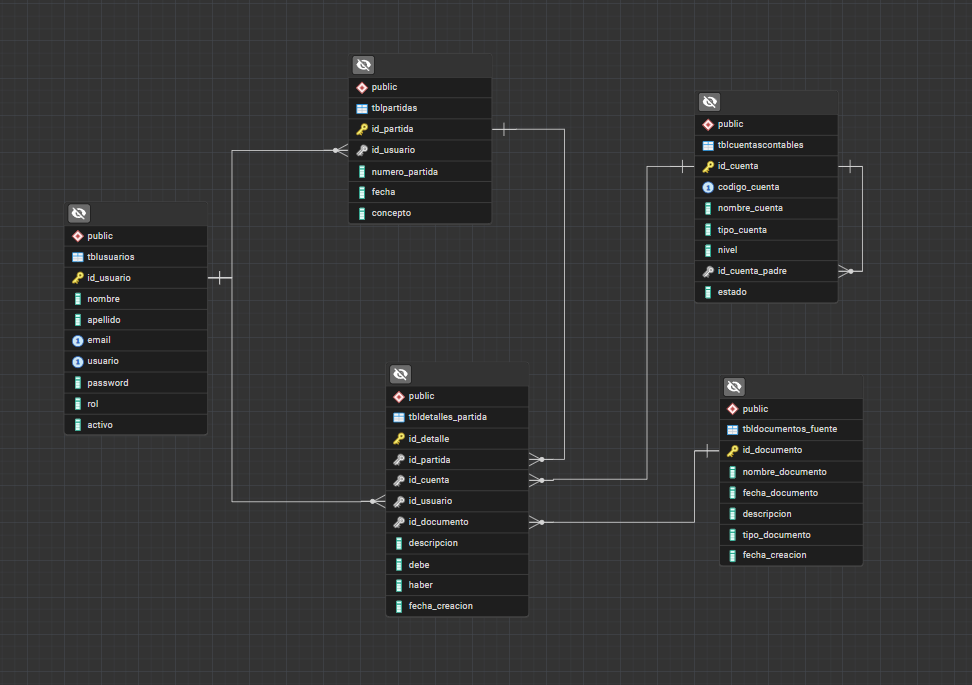 public
tblpartidas
id_partida
id_usuario
numero_partida
fecha
concepto
public
tblcuentascontables
id_cuenta
codigo_cuenta
nombre_cuenta
tipo_cuenta
nivel
id_cuenta_padre
estado
public
tblusuarios
id_usuario
nombre
apellido
email
usuario
password
rol
activo
public
tbldetalles_partida
id_detalle
id_partida
id_cuenta
id_usuario
id_documento
descripcion
debe
haber
fecha_creacion
public
tbldocumentos_fuente
id_documento
nombre_documento
fecha_documento
descripcion
tipo_documento
fecha_creacion